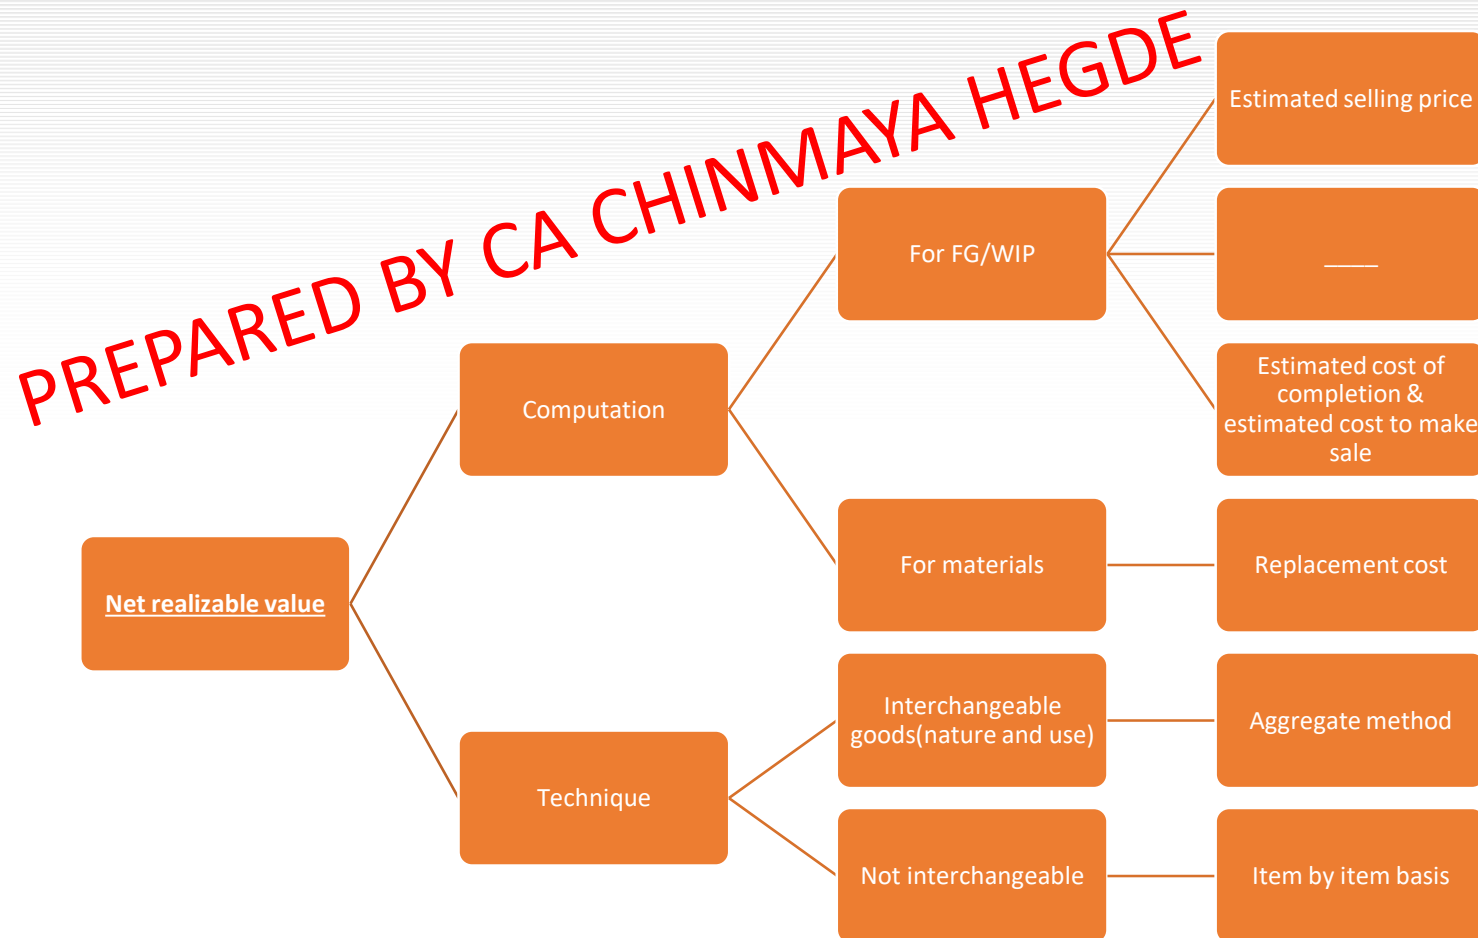 PREPARED BY CA CHINMAYA HEGDE
Net realizable value
Computation
For FG/WIP
Estimated selling price
____
Estimated cost of
completion &
estimated cost to make
sale
For materials
Replacement cost
Technique
Interchangeable
goods(nature and use)
Aggregate method
Not interchangeable
Item by item basis